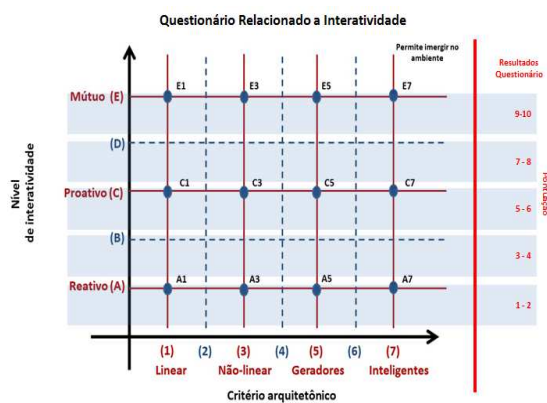 Questionário Relacionado a Interatividade
Permite imergir no
ambiente
Resultados
Questionário
Mútuo (E)
E1
E3
E5
E7
9-10
(D)
7 - 8
Nível
de interatividade
Proativo (C)
C1
C3
C5
C7
5 - 6
Pontuação
(B)
3 - 4
Reativo (A)
A1
A3
A5
A7
1 - 2
(1)
(2)
(3)
(4)
(5)
(6)
(7)
Linear
Não-linear
Geradores
Inteligentes
Critério arquitetônico